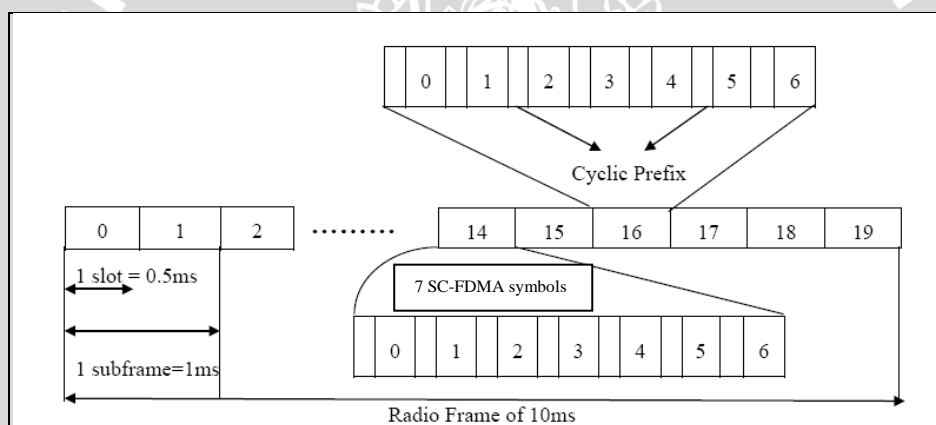 0 1 2 3 4 5 6
Cyclic Prefix
0 1 2 ......... 14 15 16 17 18 19
1 slot = 0.5ms
7 SC-FDMA symbols
0 1 2 3 4 5 6
1 subframe=1ms
Radio Frame of 10ms